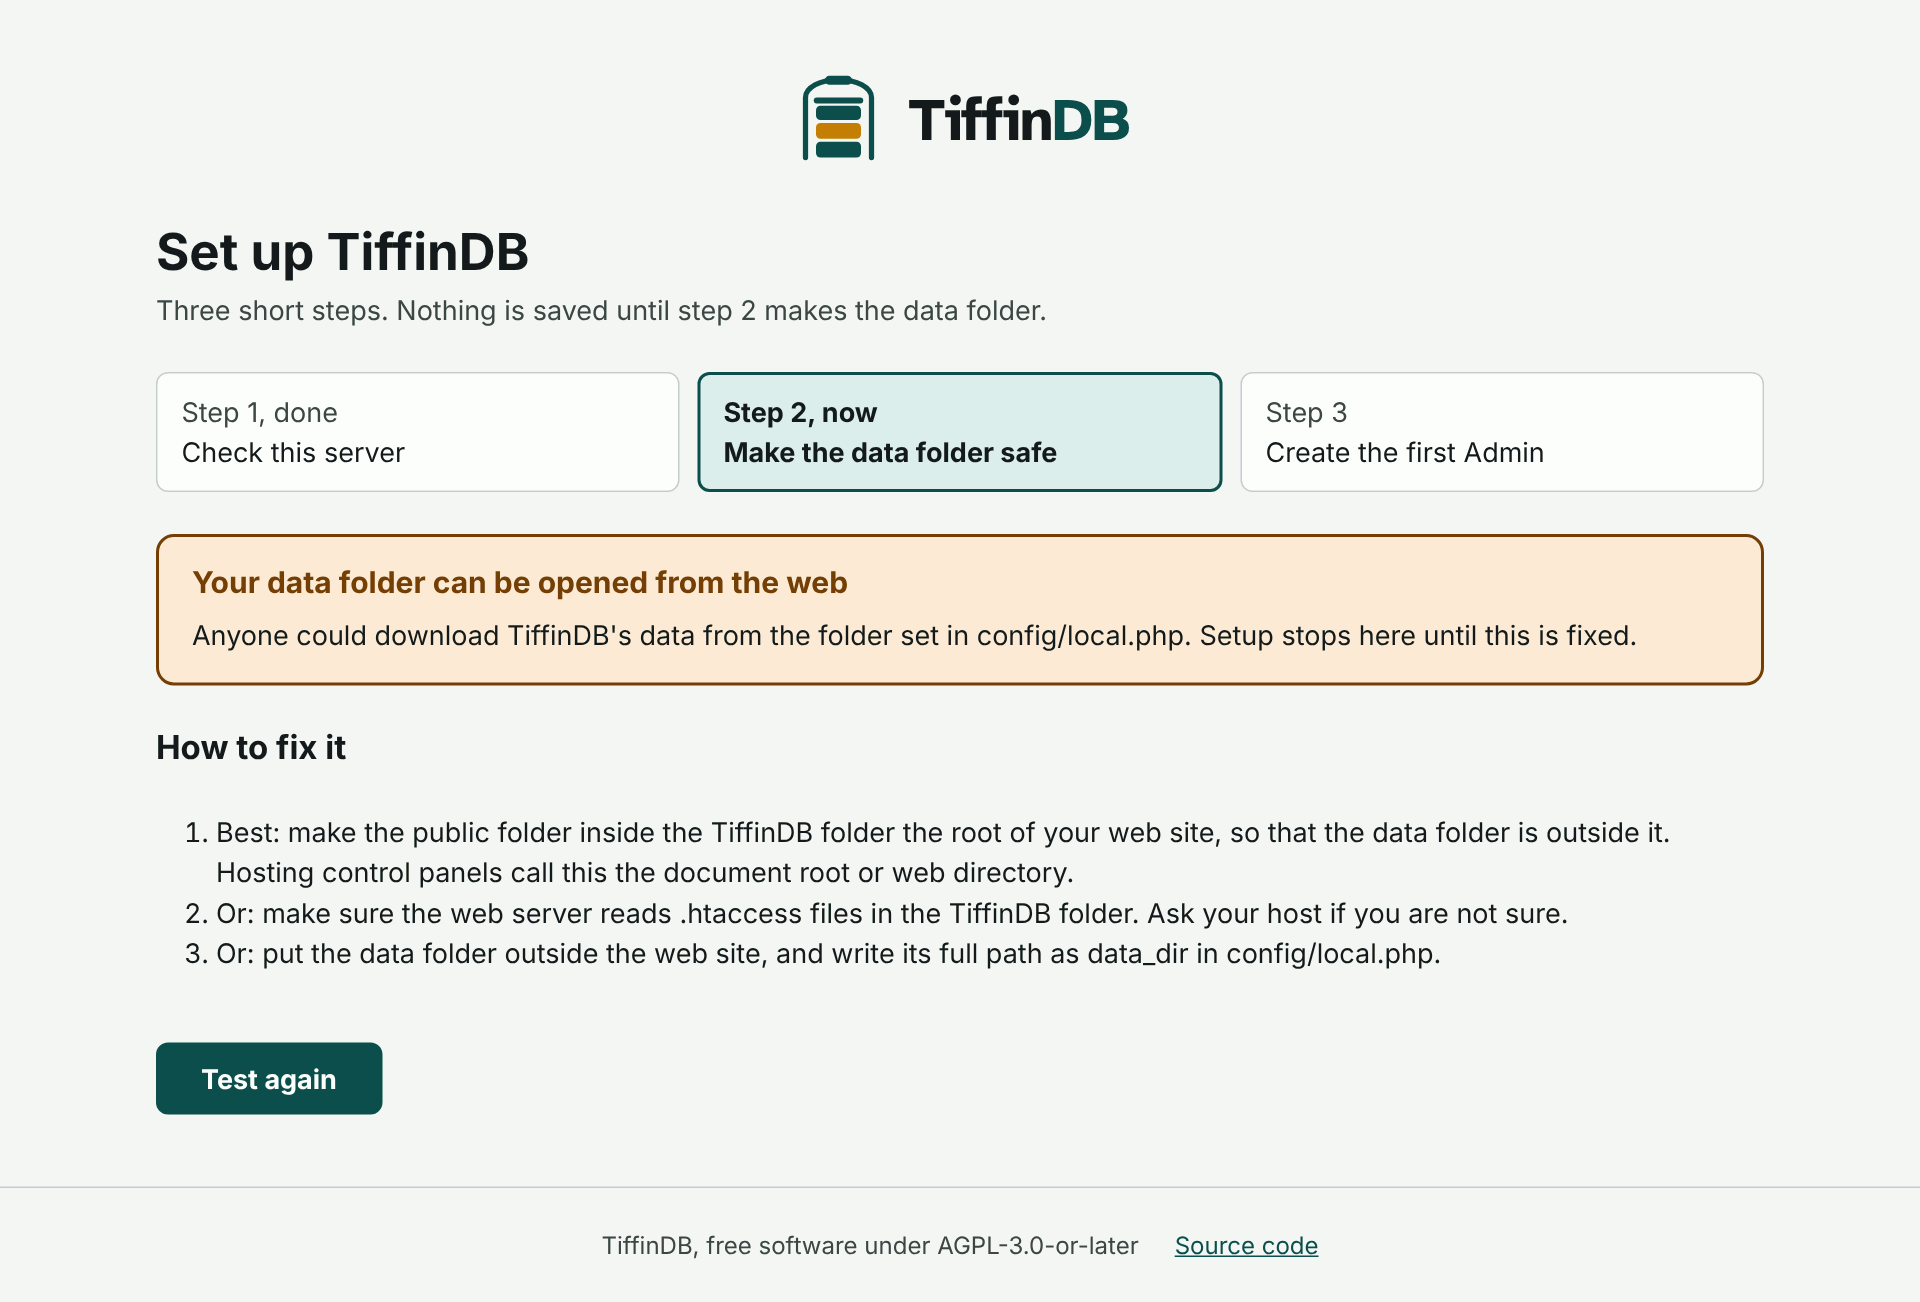 TiffinDB
Set up TiffinDB
Three short steps. Nothing is saved until step 2 makes the data folder.
Step 1, done
Check this server
Step 2, now
Make the data folder safe
Step 3
Create the first Admin
Your data folder can be opened from the web
Anyone could download TiffinDB's data from the folder set in config/local.php. Setup stops here until this is fixed.
How to fix it
1. Best: make the public folder inside the TiffinDB folder the root of your web site, so that the data folder is outside it.
Hosting control panels call this the document root or web directory.
2. Or: make sure the web server reads .htaccess files in the TiffinDB folder. Ask your host if you are not sure.
3. Or: put the data folder outside the web site, and write its full path as data_dir in config/local.php.
Test again
TiffinDB, free software under AGPL-3.0-or-later Source code